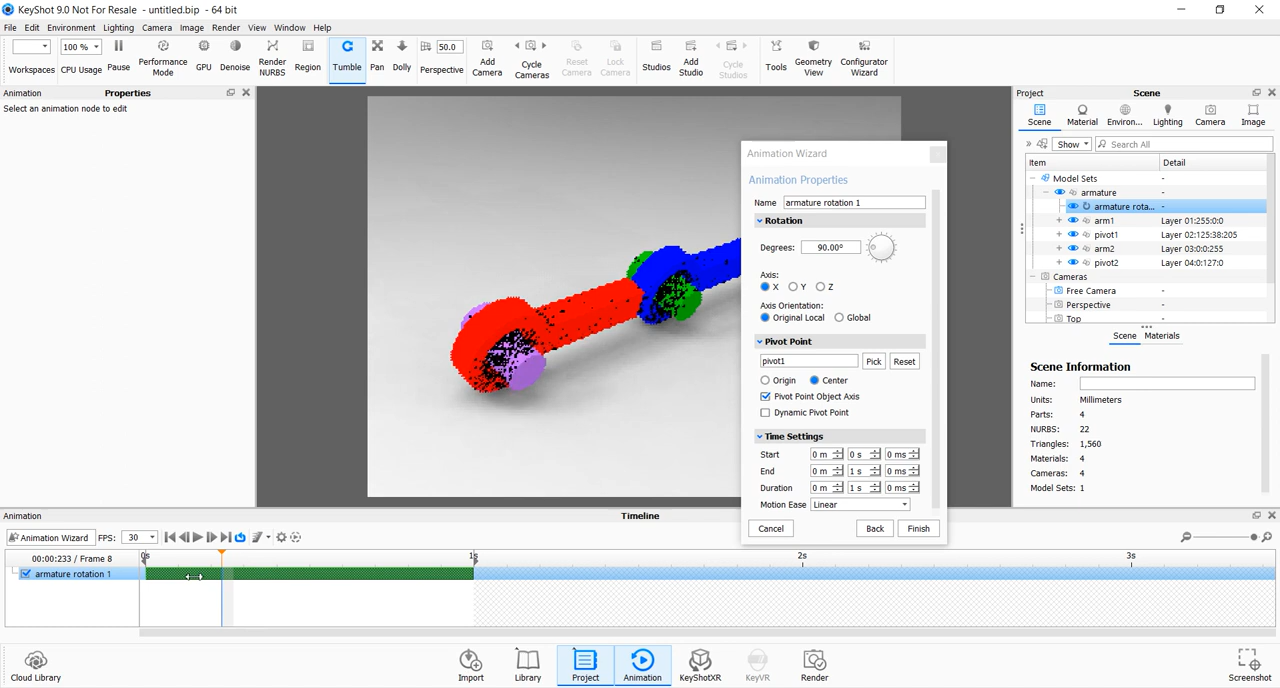 KeyShot 9.0 Not For Resale - untitled.bip - 64 bit
File Edit Environment Lighting Camera Image Render View Window Help
100 % 50.0
Workspaces CPU Usage Pause Performance Mode GPU Denoise Render NURBS Region Tumble Pan Dolly Perspective Add Camera Cycle Cameras Reset Camera Lock Camera Studios Add Studio Cycle Studios Tools Geometry View Configurator Wizard
Animation Properties
Select an animation node to edit
Project Scene
Scene Material Environ... Lighting Camera Image
Show Search All
Item Detail
Model Sets -
armature -
armature rota... -
arm1 Layer 01:255:0:0
pivot1 Layer 02:125:38:205
arm2 Layer 03:0:0:255
pivot2 Layer 04:0:127:0
Cameras -
Free Camera -
Perspective -
Top -
Scene Materials
Scene Information
Name:
Units: Millimeters
Parts: 4
NURBS: 22
Triangles: 1,560
Materials: 4
Cameras: 4
Model Sets: 1
Animation Wizard
Animation Properties
Name armature rotation 1
Rotation
Degrees: 90.00°
Axis:
X Y Z
Axis Orientation:
Original Local Global
Pivot Point
pivot1 Pick Reset
Origin Center
Pivot Point Object Axis
Dynamic Pivot Point
Time Settings
Start 0 m 0 s 0 ms
End 0 m 1 s 0 ms
Duration 0 m 1 s 0 ms
Motion Ease Linear
Cancel Back Finish
Animation Timeline
Animation Wizard FPS: 30
00:00:233 / Frame 8 0s 1s 2s 3s
armature rotation 1
Cloud Library Import Library Project Animation KeyShotXR KeyVR Render Screenshot